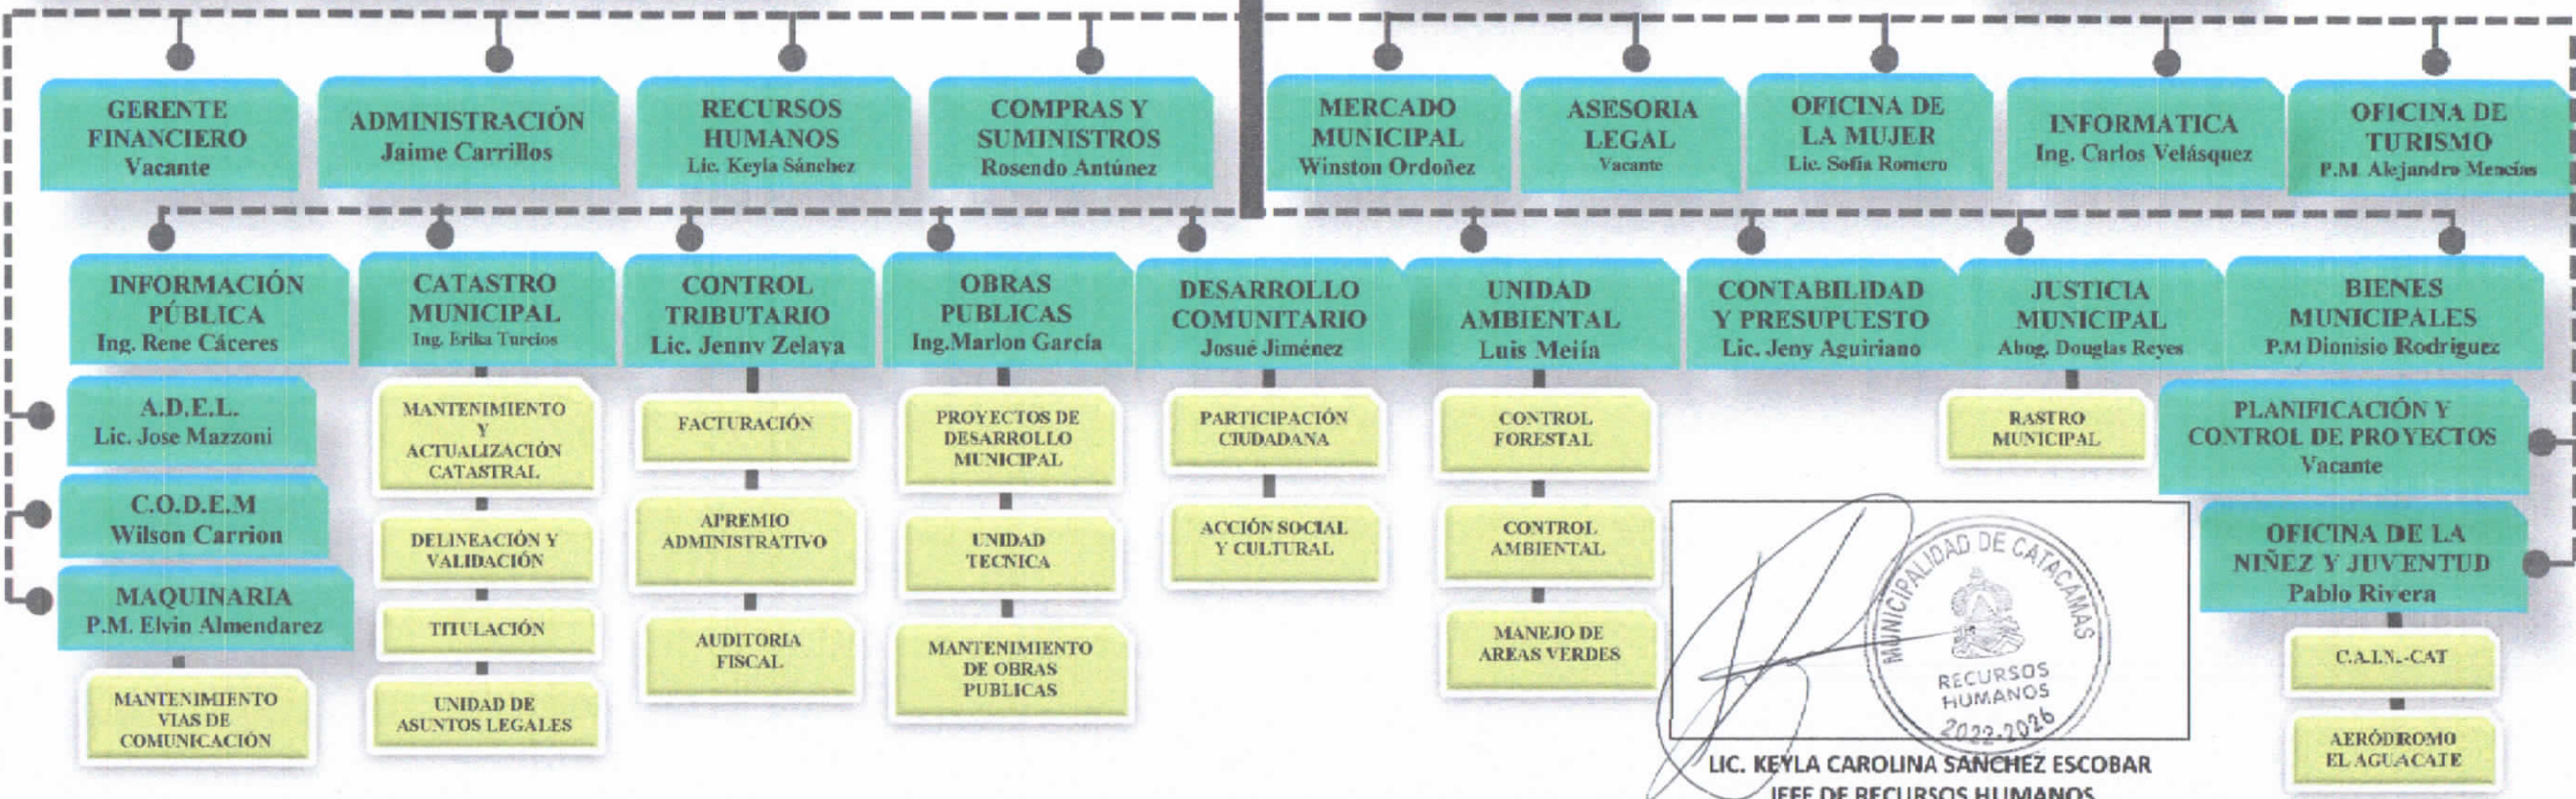 GERENTE
FINANCIERO
Vacante
ADMINISTRACIÓN
Jaime Carrillos
RECURSOS
HUMANOS
Lic. Keyla Sánchez
COMPRAS Y
SUMINISTROS
Rosendo Antúnez
MERCADO
MUNICIPAL
Winston Ordoñez
ASESORIA
LEGAL
Vacante
OFICINA DE
LA MUJER
Lic. Sofía Romero
INFORMATICA
Ing. Carlos Velásquez
OFICINA DE
TURISMO
P.M. Alejandro Mencías
INFORMACIÓN
PÚBLICA
Ing. Rene Cáceres
CATASTRO
MUNICIPAL
Ing. Erika Turcios
CONTROL
TRIBUTARIO
Lic. Jenny Zelaya
OBRAS
PUBLICAS
Ing.Marlon García
DESARROLLO
COMUNITARIO
Josué Jiménez
UNIDAD
AMBIENTAL
Luis Mejía
CONTABILIDAD
Y PRESUPUESTO
Lic. Jeny Aguiriano
JUSTICIA
MUNICIPAL
Abog. Douglas Reyes
BIENES
MUNICIPALES
P.M Dionisio Rodriguez
A.D.E.L.
Lic. Jose Mazzoni
C.O.D.E.M
Wilson Carrion
MAQUINARIA
P.M. Elvin Almendarez
MANTENIMIENTO
VIAS DE
COMUNICACIÓN
MANTENIMIENTO
Y
ACTUALIZACIÓN
CATASTRAL
DELINEACIÓN Y
VALIDACIÓN
TITULACIÓN
UNIDAD DE
ASUNTOS LEGALES
FACTURACIÓN
APREMIO
ADMINISTRATIVO
AUDITORIA
FISCAL
PROYECTOS DE
DESARROLLO
MUNICIPAL
UNIDAD
TECNICA
MANTENIMIENTO
DE OBRAS
PUBLICAS
PARTICIPACIÓN
CIUDADANA
ACCIÓN SOCIAL
Y CULTURAL
CONTROL
FORESTAL
CONTROL
AMBIENTAL
MANEJO DE
AREAS VERDES
RASTRO
MUNICIPAL
PLANIFICACIÓN Y
CONTROL DE PROYECTOS
Vacante
OFICINA DE LA
NIÑEZ Y JUVENTUD
Pablo Rivera
C.A.I.N.-CAT
AERÓDROMO
EL AGUACATE
MUNICIPALIDAD DE CATACAMAS
RECURSOS
HUMANOS
2022-2026
LIC. KEYLA CAROLINA SANCHEZ ESCOBAR
JEFE DE RECURSOS HUMANOS